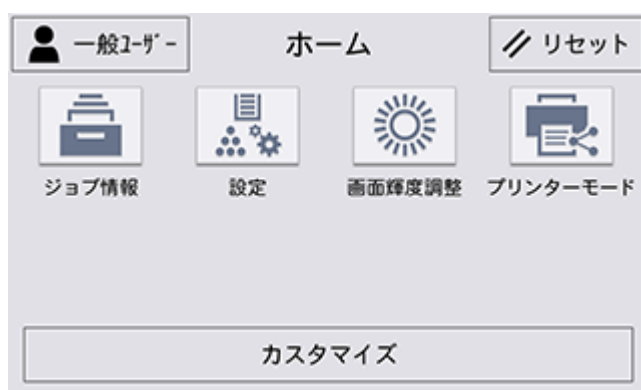 一般ﾕｰｻﾞｰ
ホーム
リセット
ジョブ情報
設定
画面輝度調整
プリンターモード
カスタマイズ